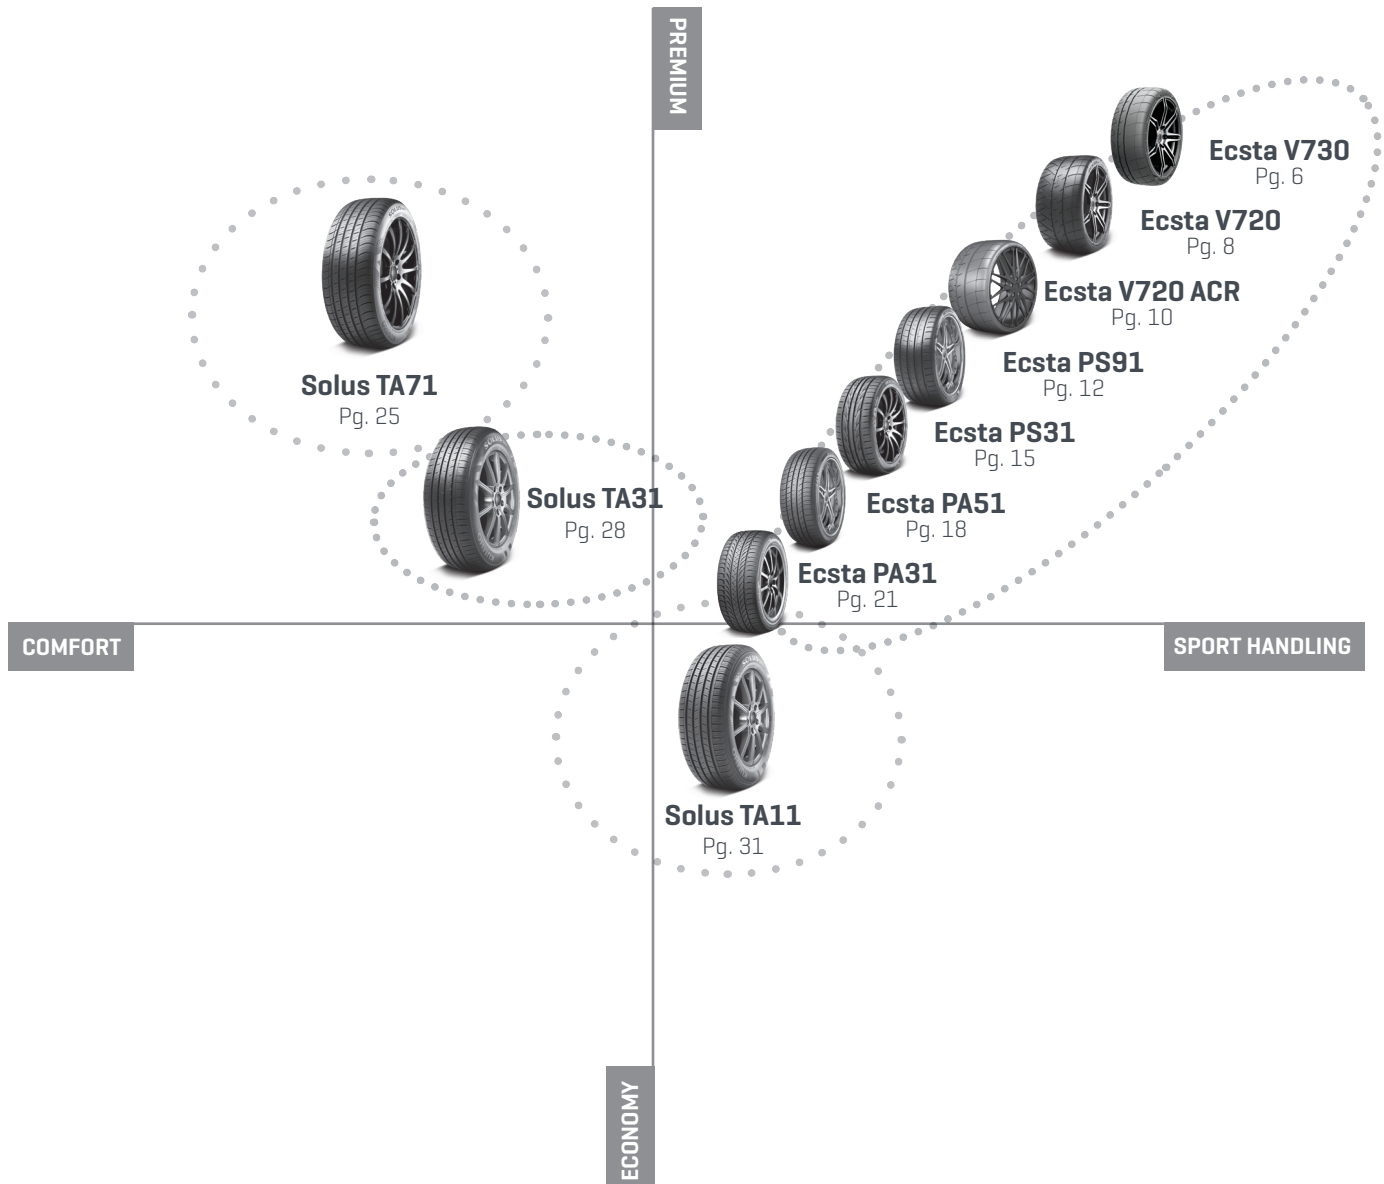 PREMIUM
Ecsta V730
Pg. 6
Ecsta V720
Pg. 8
Ecsta V720 ACR
Pg. 10
Ecsta PS91
Pg. 12
Solus TA71
Pg. 25
Ecsta PS31
Pg. 15
Solus TA31
Pg. 28
Ecsta PA51
Pg. 18
Ecsta PA31
Pg. 21
COMFORT
SPORT HANDLING
Solus TA11
Pg. 31
ECONOMY